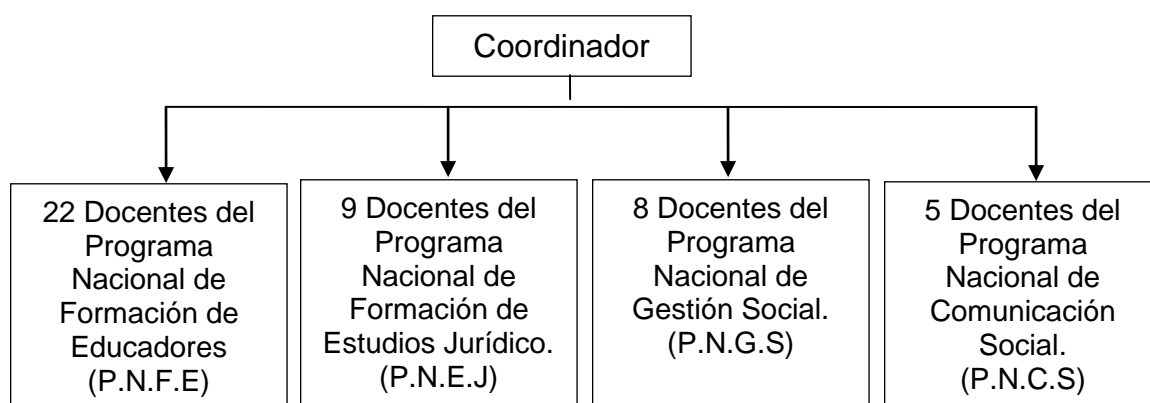 Coordinador
22 Docentes del
Programa
Nacional de
Formación de
Educadores
(P.N.F.E)
9 Docentes del
Programa
Nacional de
Formación de
Estudios Jurídico.
(P.N.E.J)
8 Docentes del
Programa
Nacional de
Gestión Social.
(P.N.G.S)
5 Docentes del
Programa
Nacional de
Comunicación
Social.
(P.N.C.S)